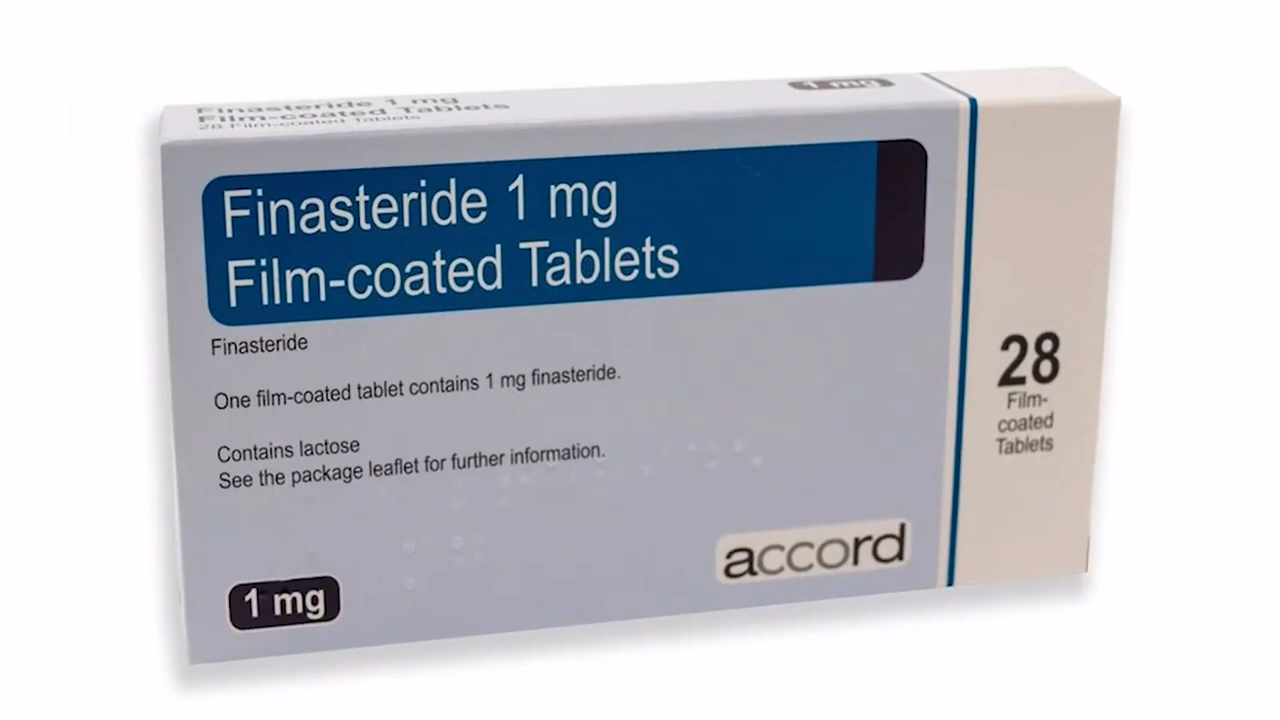 Finasteride 1 mg
Film-coated Tablets
28 Film-coated Tablets
1 mg
Finasteride 1 mg
Film-coated Tablets
Finasteride
One film-coated tablet contains 1 mg finasteride.
Contains lactose
See the package leaflet for further information.
1 mg
accord
28
Film-
coated
Tablets